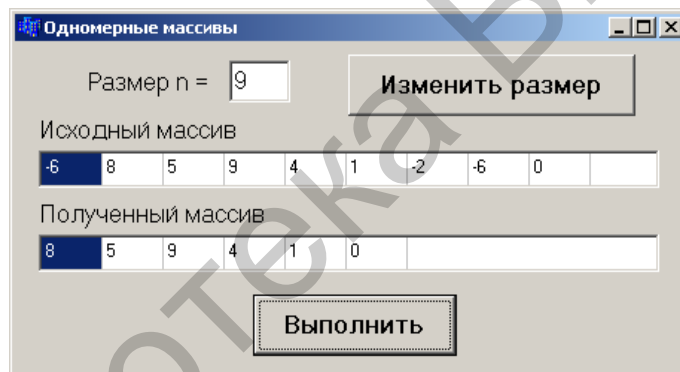 Одномерные массивы
Размер n = 9 Изменить размер
Исходный массив
-6 8 5 9 4 1 -2 -6 0
Полученный массив
8 5 9 4 1 0
Выполнить
отека Б